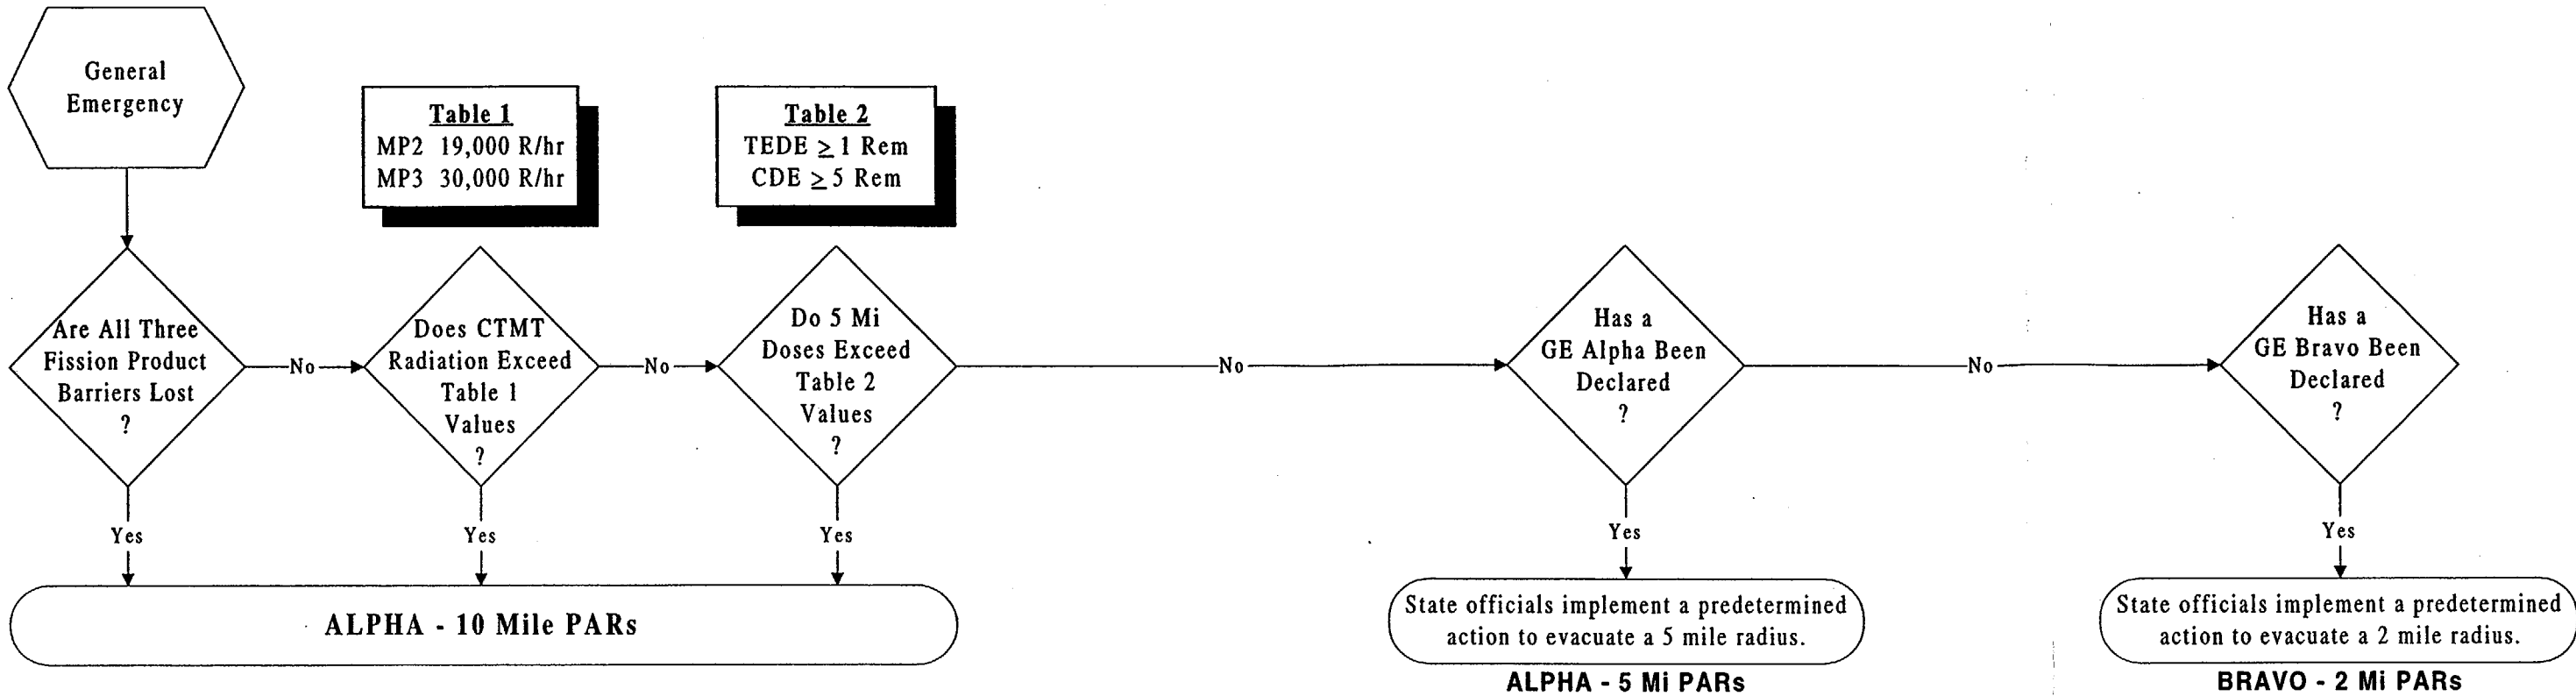 General
Emergency
Table 1
MP2 19,000 R/hr
MP3 30,000 R/hr
Table 2
TEDE ≥ 1 Rem
CDE ≥ 5 Rem
Are All Three
Fission Product
Barriers Lost
?
No
Does CTMT
Radiation Exceed
Table 1
Values
?
No
Do 5 Mi
Doses Exceed
Table 2
Values
?
No
Has a
GE Alpha Been
Declared
?
No
Has a
GE Bravo Been
Declared
?
Yes
Yes
Yes
Yes
Yes
ALPHA - 10 Mile PARs
State officials implement a predetermined
action to evacuate a 5 mile radius.
ALPHA - 5 Mi PARs
State officials implement a predetermined
action to evacuate a 2 mile radius.
BRAVO - 2 Mi PARs